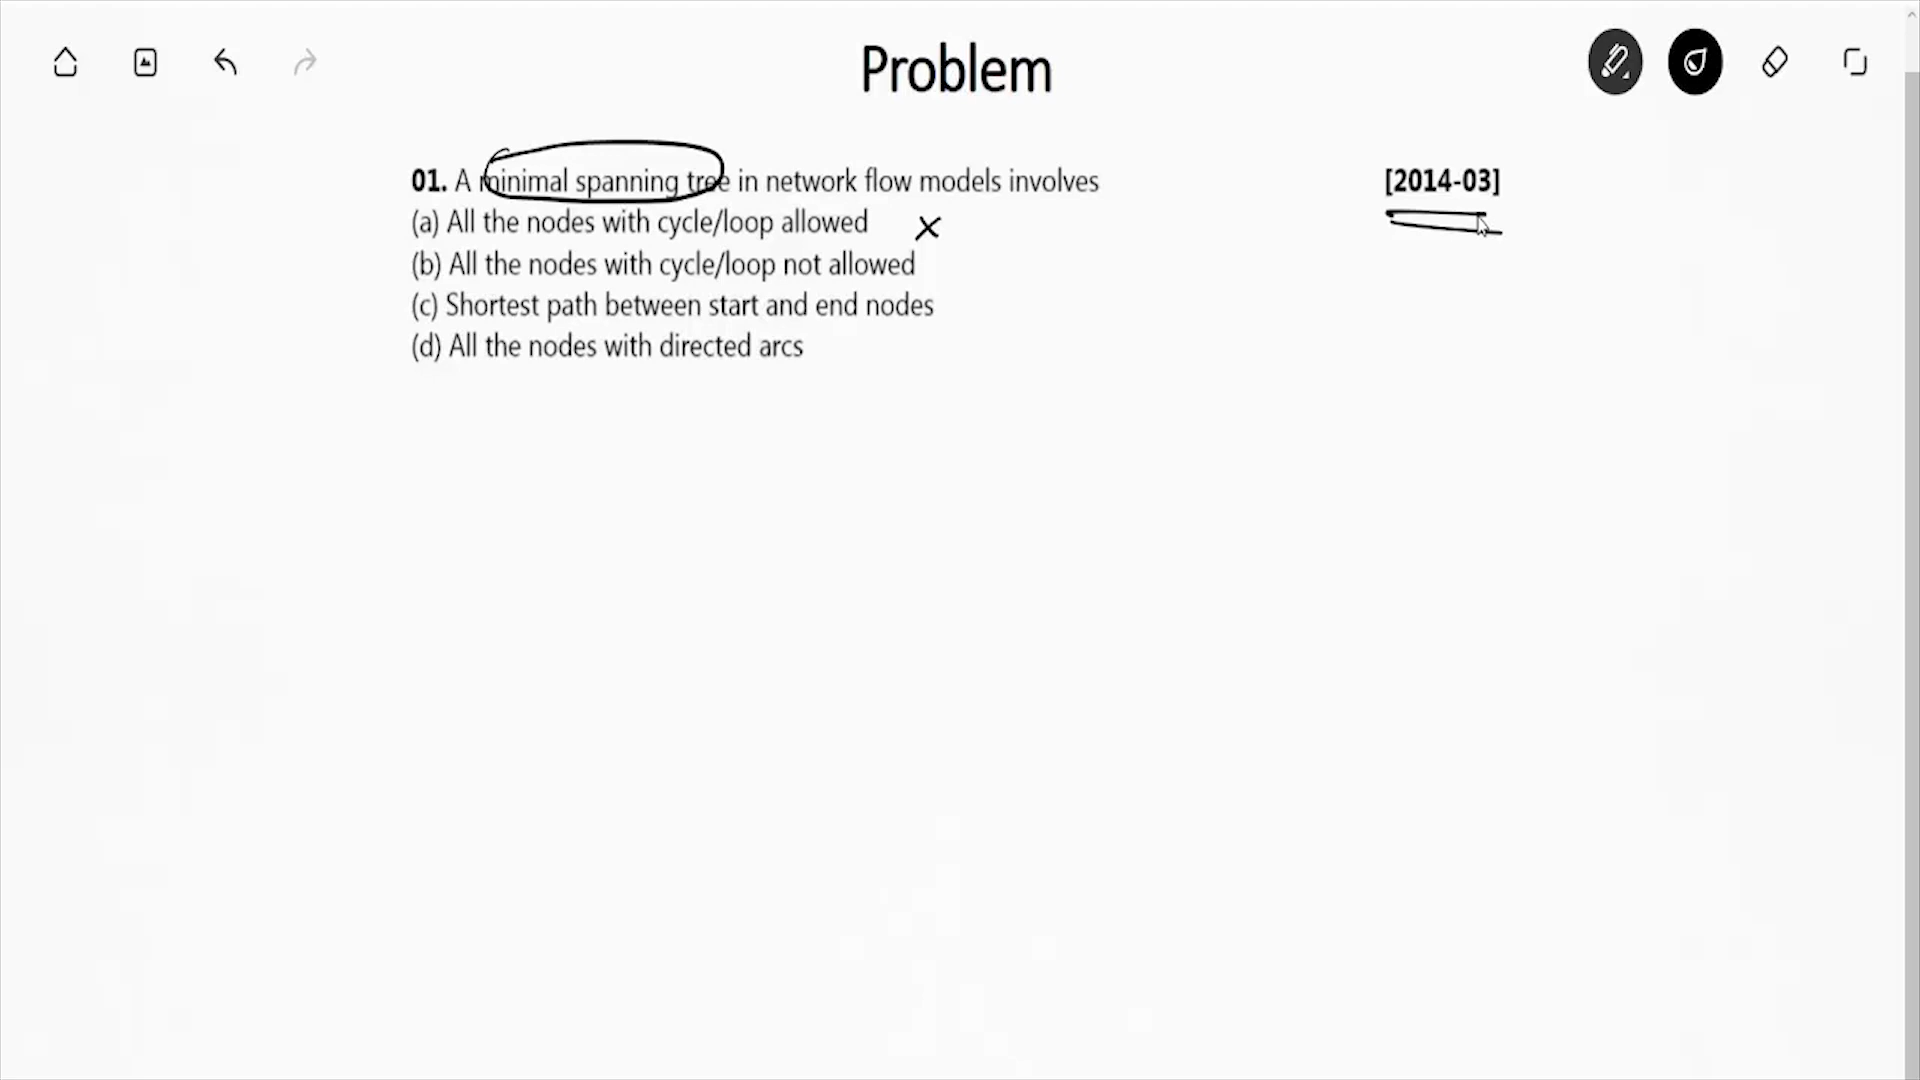 Problem
01. A minimal spanning tree in network flow models involves [2014-03]
(a) All the nodes with cycle/loop allowed ×
(b) All the nodes with cycle/loop not allowed
(c) Shortest path between start and end nodes
(d) All the nodes with directed arcs